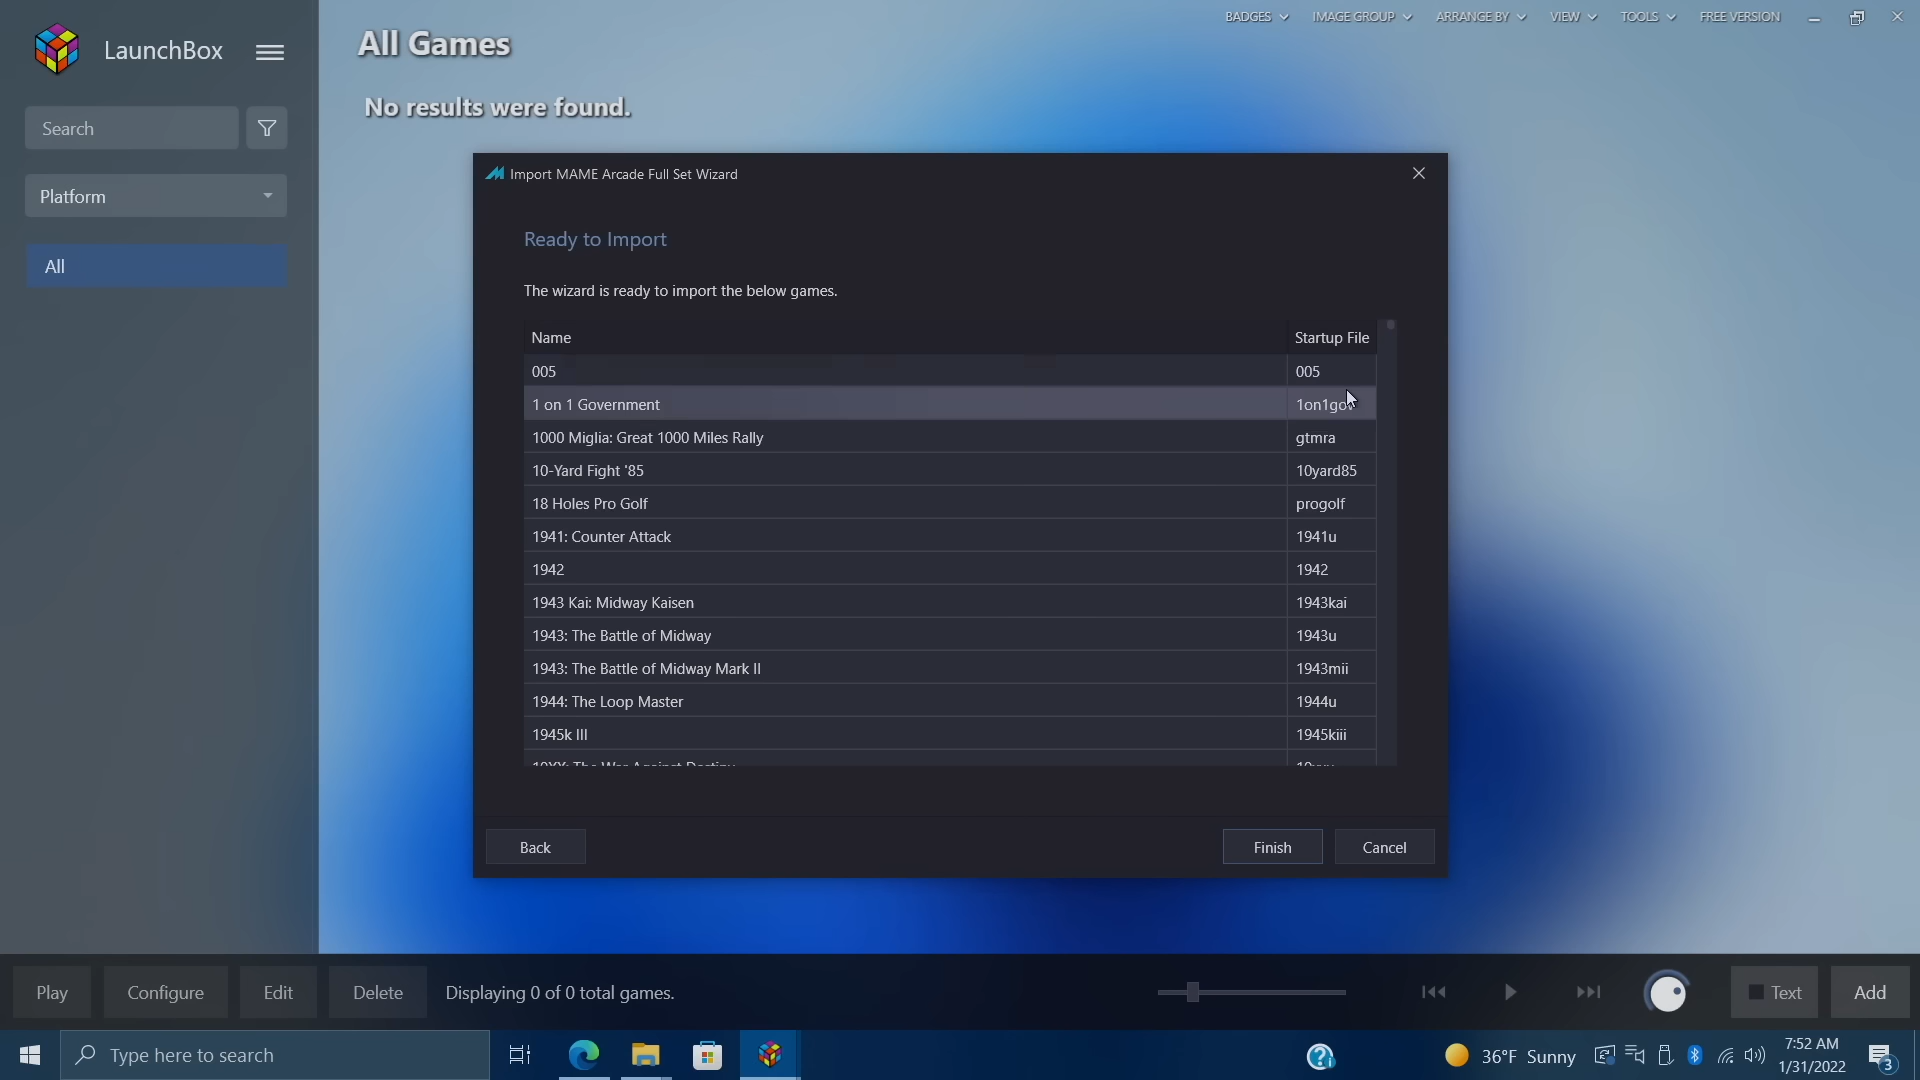 BADGES
IMAGE GROUP
ARRANGE BY
VIEW
TOOLS
FREE VERSION
LaunchBox
All Games
No results were found.
Search
Platform
All
Import MAME Arcade Full Set Wizard
Ready to Import
The wizard is ready to import the below games.
Name Startup File
005 005
1 on 1 Government
1000 Miglia: Great 1000 Miles Rally gtmra
10-Yard Fight '85 10yard85
18 Holes Pro Golf progolf
1941: Counter Attack 1941u
1942 1942
1943 Kai: Midway Kaisen 1943kai
1943: The Battle of Midway 1943u
1943: The Battle of Midway Mark II 1943mii
1944: The Loop Master 1944u
1945k III 1945kiii
Back
Finish
Cancel
Play
Configure
Edit
Delete
Displaying 0 of 0 total games.
Text
Add
Type here to search
36°F Sunny
7:52 AM
1/31/2022
3